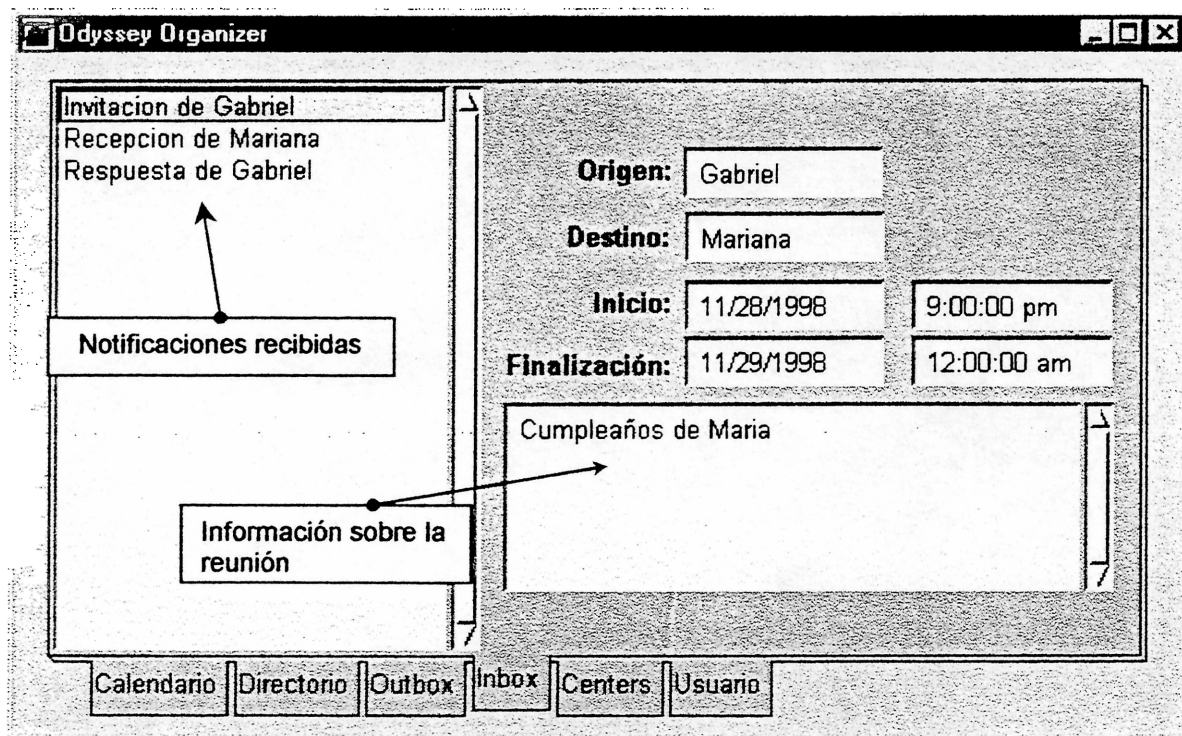 Odyssey Organizer
Invitacion de Gabriel
Recepcion de Mariana
Respuesta de Gabriel
Notificaciones recibidas
Información sobre la
reunión
Origen: Gabriel
Destino: Mariana
Inicio: 11/28/1998 9:00:00 pm
Finalización: 11/29/1998 12:00:00 am
Cumpleaños de Maria
Calendario Directorio Outbox Inbox Centers Usuario